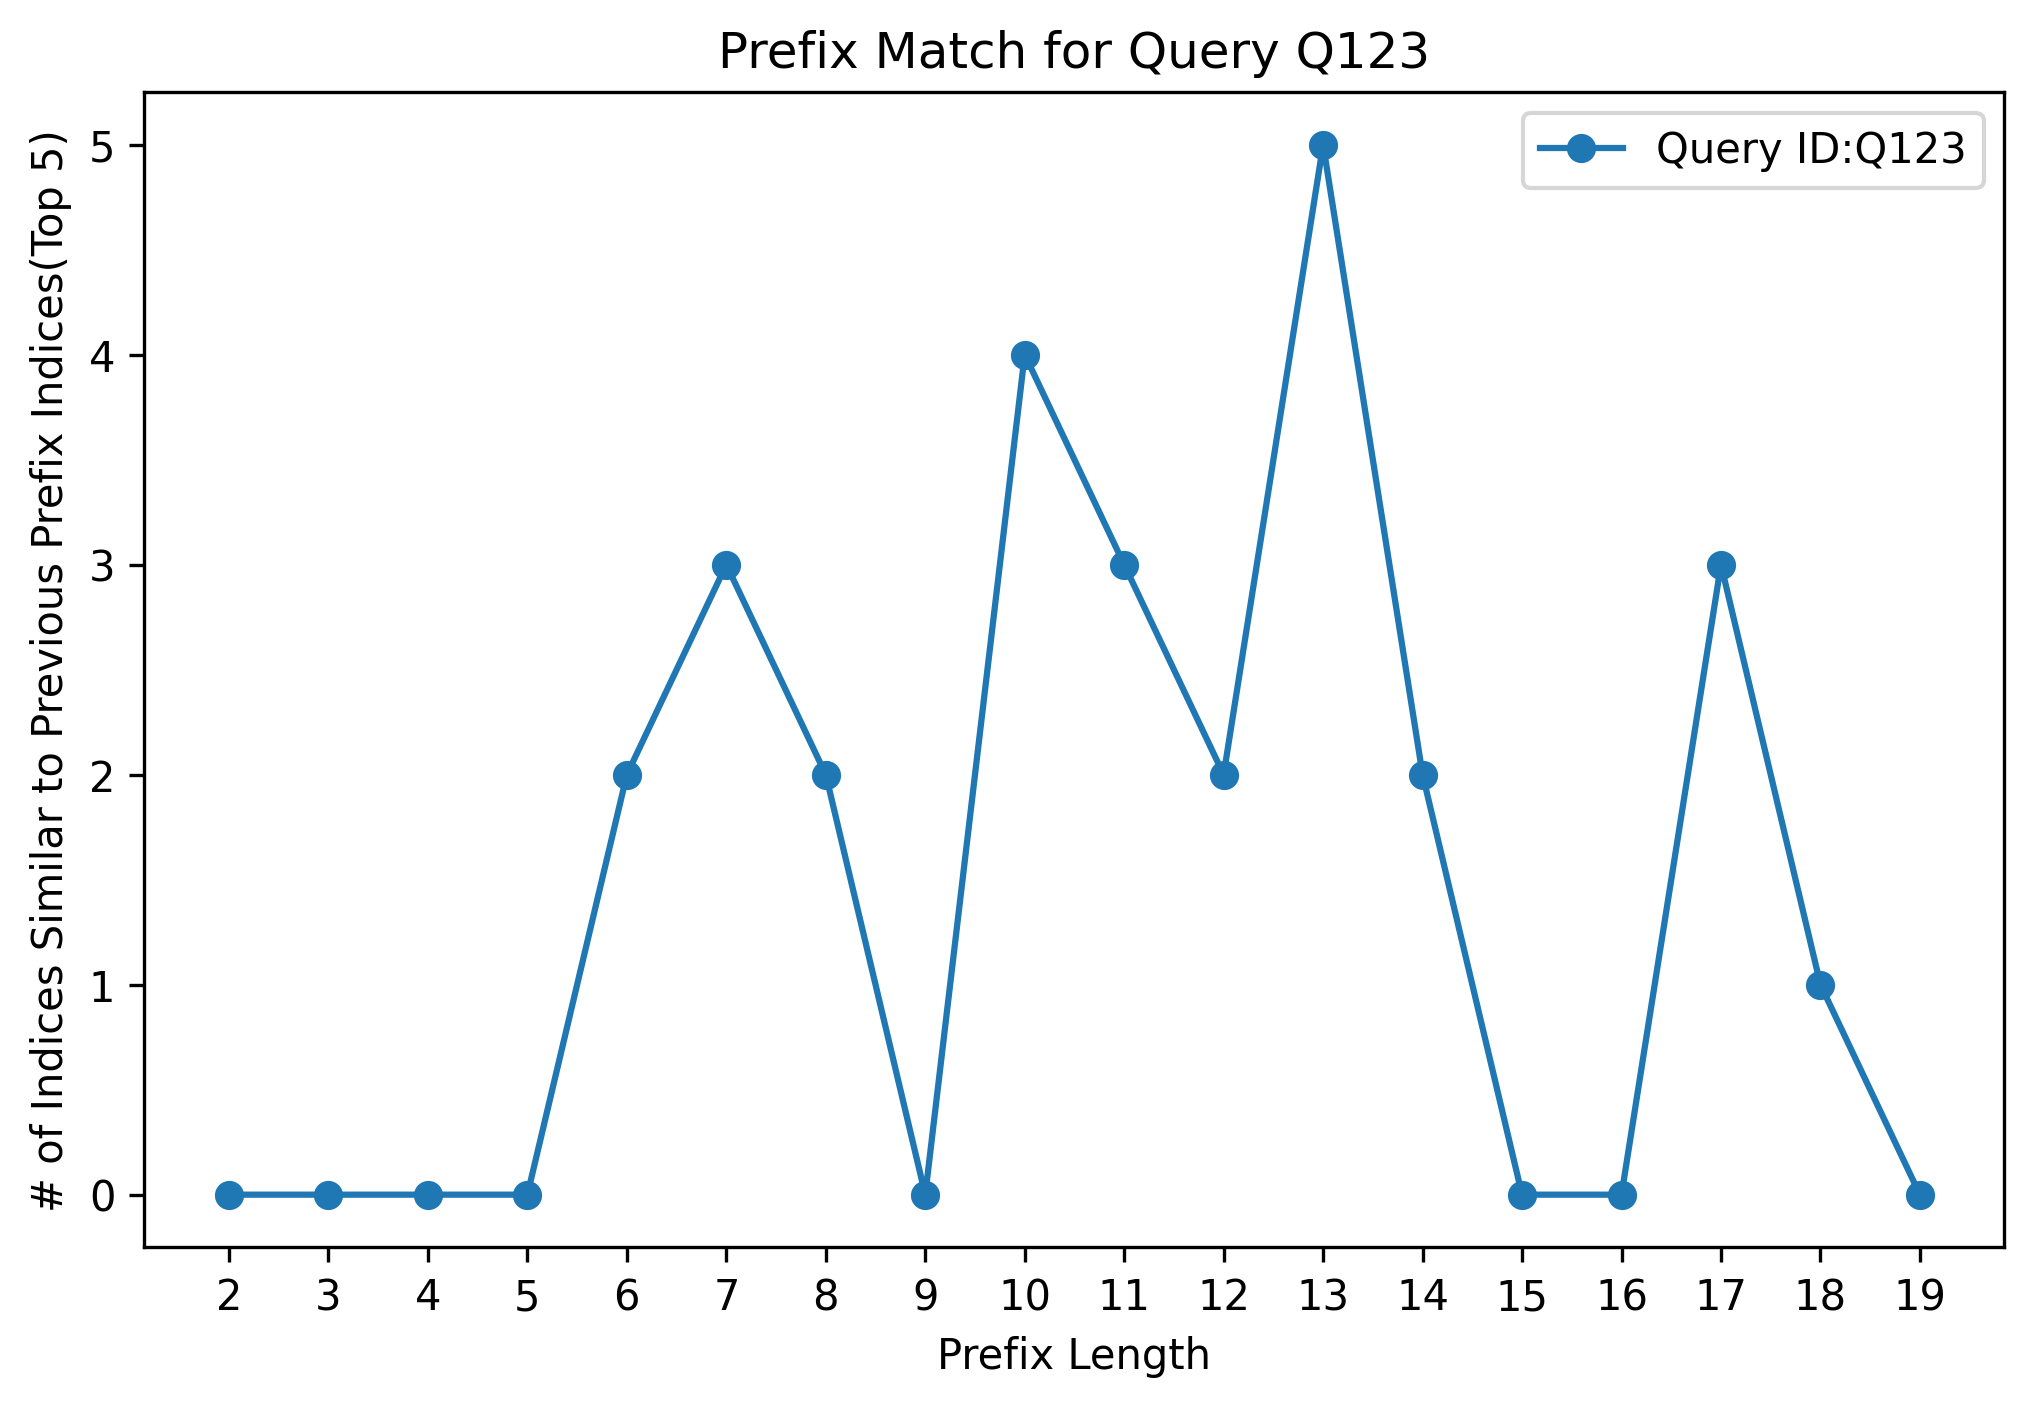 Prefix Match for Query Q123
Query ID:Q123
# of Indices Similar to Previous Prefix Indices(Top 5)
5
4
3
2
1
0
2 3 4 5 6 7 8 9 10 11 12 13 14 15 16 17 18 19
Prefix Length